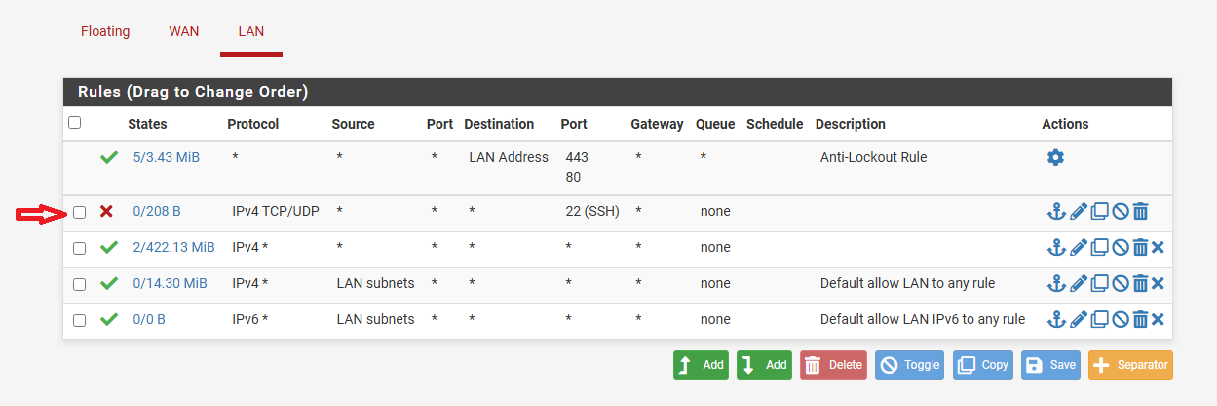 Floating WAN LAN
Rules (Drag to Change Order)
States Protocol Source Port Destination Port Gateway Queue Schedule Description Actions
5/3.43 MiB * * * LAN Address 443 * * Anti-Lockout Rule
80
0/208 B IPv4 TCP/UDP * * * 22 (SSH) * none
2/422.13 MiB IPv4 * * * * * * none
0/14.30 MiB IPv4 * LAN subnets * * * * none Default allow LAN to any rule
0/0 B IPv6 * LAN subnets * * * * none Default allow LAN IPv6 to any rule
Add Add Delete Toggle Copy Save Separator